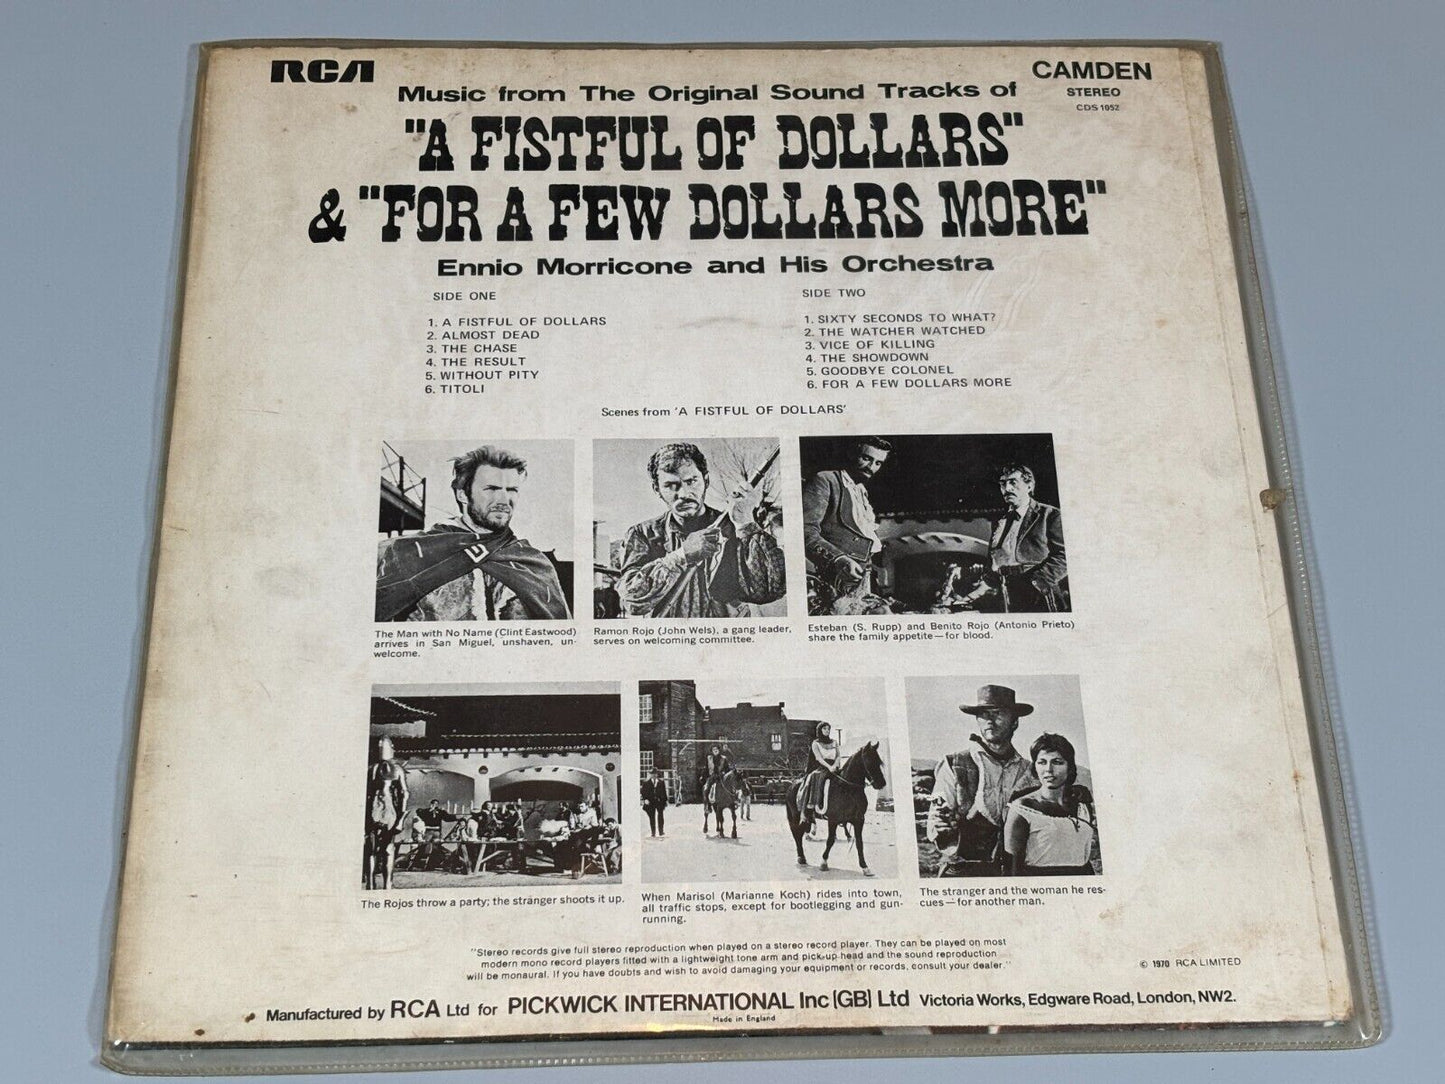 RCA
CAMDEN
STEREO
CDS 1052
Music from The Original Sound Tracks of
"A FISTFUL OF DOLLARS"
& "FOR A FEW DOLLARS MORE"
Ennio Morricone and His Orchestra
SIDE ONE
1. A FISTFUL OF DOLLARS
2. ALMOST DEAD
3. THE CHASE
4. THE RESULT
5. WITHOUT PITY
6. TITOLI
SIDE TWO
1. SIXTY SECONDS TO WHAT?
2. THE WATCHER WATCHED
3. VICE OF KILLING
4. THE SHOWDOWN
5. GOODBYE COLONEL
6. FOR A FEW DOLLARS MORE
Scenes from 'A FISTFUL OF DOLLARS'
The Man with No Name (Clint Eastwood)
arrives in San Miguel, unshaven, un-
welcome.
Ramon Rojo (John Wels), a gang leader,
serves on welcoming committee.
Esteban (S. Rupp) and Benito Rojo (Antonio Prieto)
share the family appetite—for blood.
The Rojos throw a party; the stranger shoots it up.
When Marisol (Marianne Koch) rides into town,
all traffic stops, except for bootlegging and gun-
running.
The stranger and the woman he res-
cues—for another man.
"Stereo records give full stereo reproduction when played on a stereo record player. They can be played on most
modern mono record players fitted with a lightweight tone arm and pick-up head and the sound reproduction
will be monaural. If you have doubts and wish to avoid damaging your equipment or records, consult your dealer."
© 1970 RCA LIMITED
Manufactured by RCA Ltd for PICKWICK INTERNATIONAL Inc (GB) Ltd Victoria Works, Edgware Road, London, NW2.
Made in England